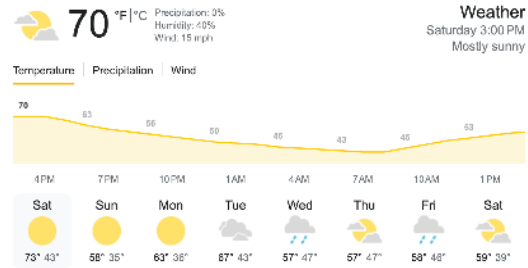 70 °F|°C
Precipitation: 3%
Humidity: 40%
Wind: 15 mph
Weather
Saturday 3:00 PM
Mostly sunny
Temperature | Precipitation | Wind
70 63 56 50 46 43 46 53
4 PM 7 PM 10 PM 1 AM 4 AM 7 AM 10 AM 1 PM
Sat Sun Mon Tue Wed Thu Fri Sat
73° 43° 58° 35° 63° 36° 67° 43° 57° 47° 57° 47° 58° 46° 59° 39°